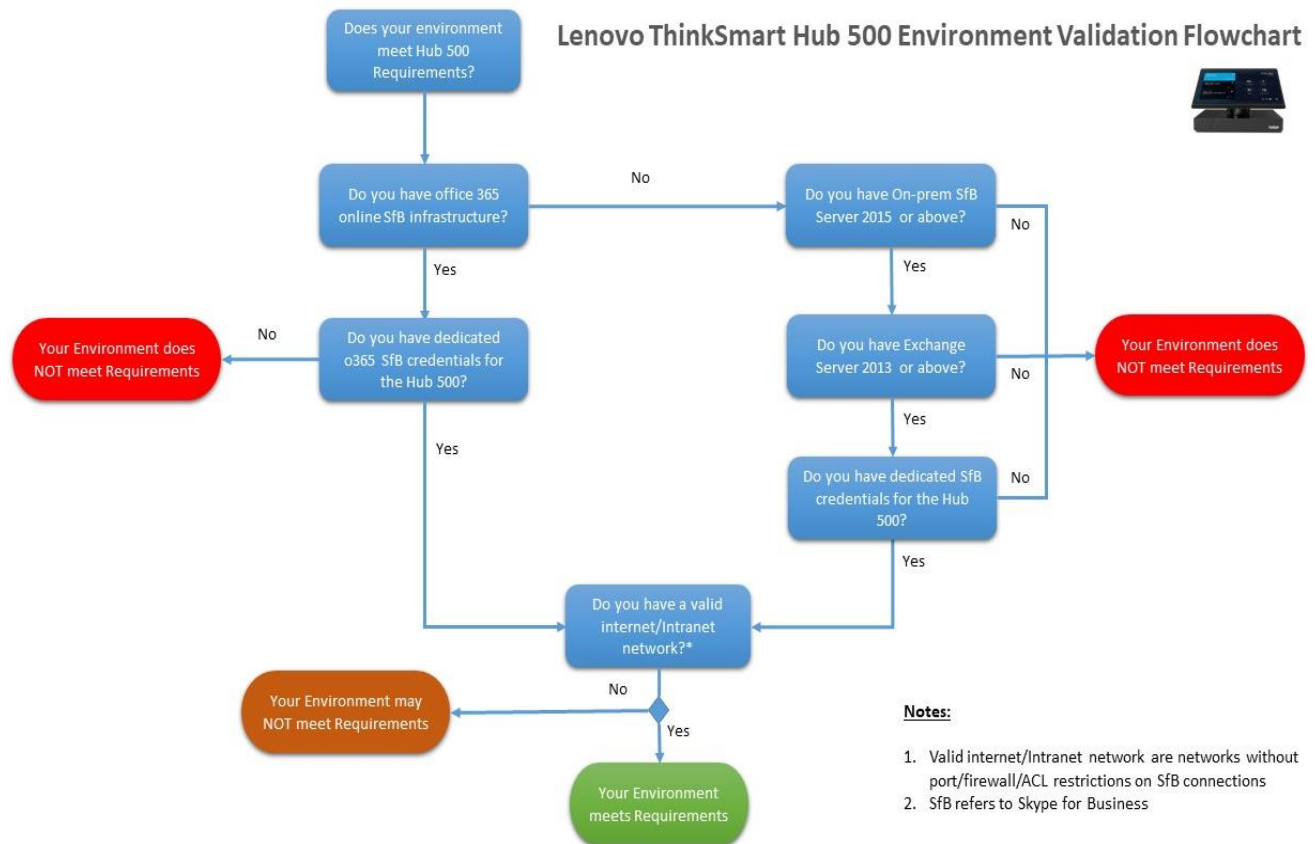 Lenovo ThinkSmart Hub 500 Environment Validation Flowchart
Does your environment
meet Hub 500
Requirements?
Do you have office 365
online SfB infrastructure?
No
Do you have On-prem SfB
Server 2015 or above?
No
Yes
Yes
Your Environment does
NOT meet Requirements
No
Do you have dedicated
o365 SfB credentials for
the Hub 500?
Do you have Exchange
Server 2013 or above?
No
Your Environment does
NOT meet Requirements
Yes
Yes
Do you have dedicated SfB
credentials for the Hub
500?
No
Yes
Do you have a valid
internet/Intranet
network?*
No
Your Environment may
NOT meet Requirements
Yes
Your Environment
meets Requirements
Notes:
1. Valid internet/Intranet network are networks without
port/firewall/ACL restrictions on SfB connections
2. SfB refers to Skype for Business